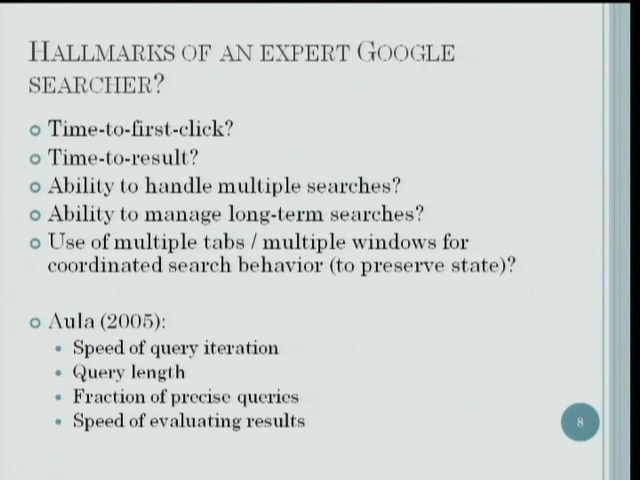 HALLMARKS OF AN EXPERT GOOGLE
SEARCHER?
Time-to-first-click?
Time-to-result?
Ability to handle multiple searches?
Ability to manage long-term searches?
Use of multiple tabs / multiple windows for
coordinated search behavior (to preserve state)?
Aula (2005):
Speed of query iteration
Query length
Fraction of precise queries
Speed of evaluating results
8